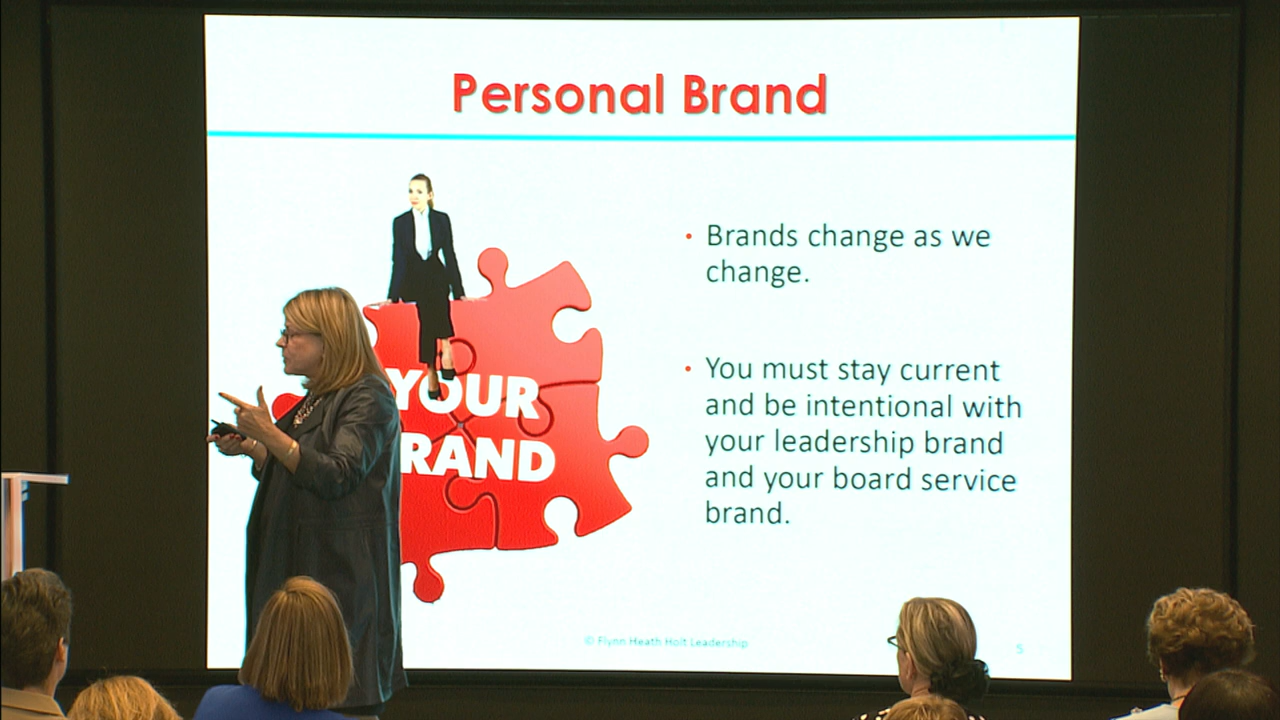 Personal Brand
• Brands change as we
change.
YOUR
RAND
• You must stay current
and be intentional with
your leadership brand
and your board service
brand.
© Flynn Heath Holt Leadership
5